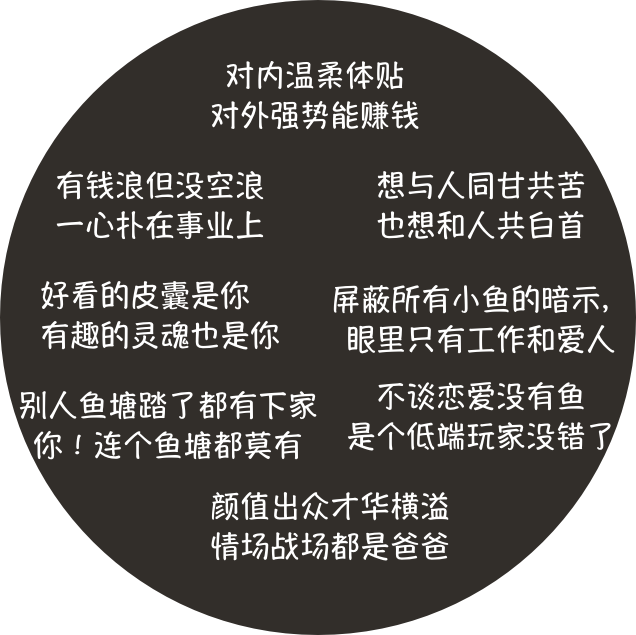 对内温柔体贴
对外强势能赚钱
有钱浪但没空浪
一心扑在事业上
想与人同甘共苦
也想和人共白首
好看的皮囊是你
有趣的灵魂也是你
屏蔽所有小鱼的暗示,
眼里只有工作和爱人
别人鱼塘踏了都有下家
你！连个鱼塘都莫有
不谈恋爱没有鱼
是个低端玩家没错了
颜值出众才华横溢
情场战场都是爸爸